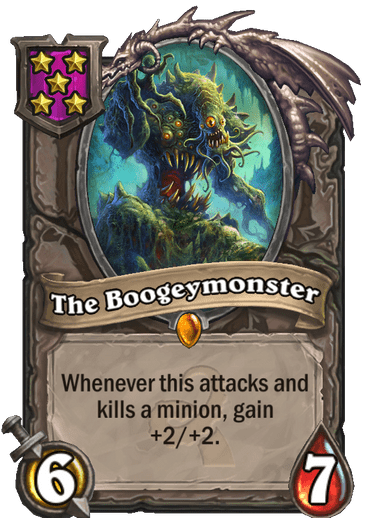 The Boogeymonster
Whenever this attacks and
kills a minion, gain
+2/+2.
6
7